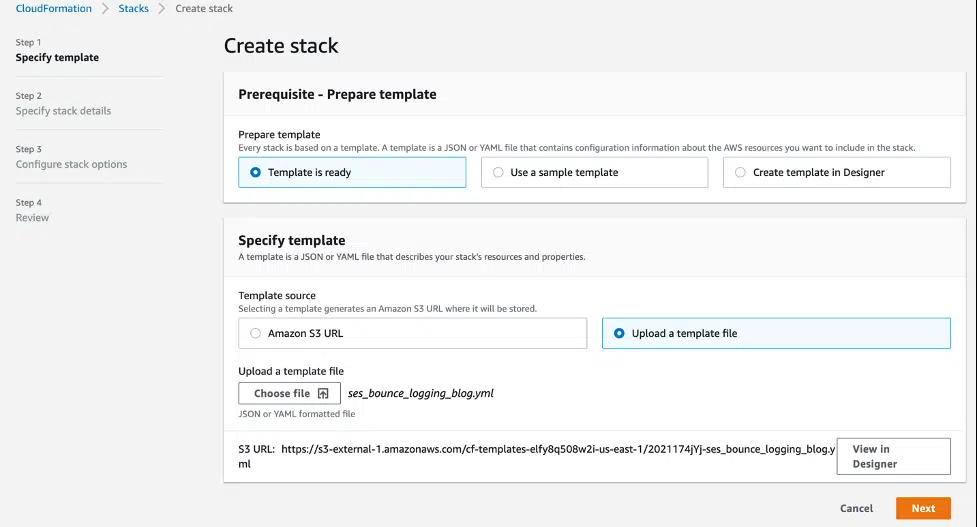 CloudFormation > Stacks > Create stack
Step 1
Specify template
Step 2
Specify stack details
Step 3
Configure stack options
Step 4
Review
Create stack
Prerequisite - Prepare template
Prepare template
Every stack is based on a template. A template is a JSON or YAML file that contains configuration information about the AWS resources you want to include in the stack.
Template is ready
Use a sample template
Create template in Designer
Specify template
A template is a JSON or YAML file that describes your stack's resources and properties.
Template source
Selecting a template generates an Amazon S3 URL where it will be stored.
Amazon S3 URL
Upload a template file
Upload a template file
Choose file
ses_bounce_logging_blog.yml
JSON or YAML formatted file
S3 URL: https://s3-external-1.amazonaws.com/cf-templates-elfy8q508w2i-us-east-1/2021174jYj-ses_bounce_logging_blog.y
ml
View in
Designer
Cancel
Next